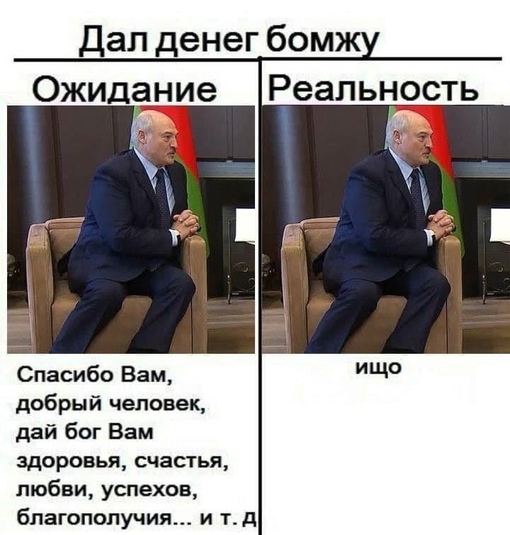 Дал денег бомжу
Ожидание
Реальность
Спасибо Вам,
добрый человек,
дай бог Вам
здоровья, счастья,
любви, успехов,
благополучия... и т. д
ищо